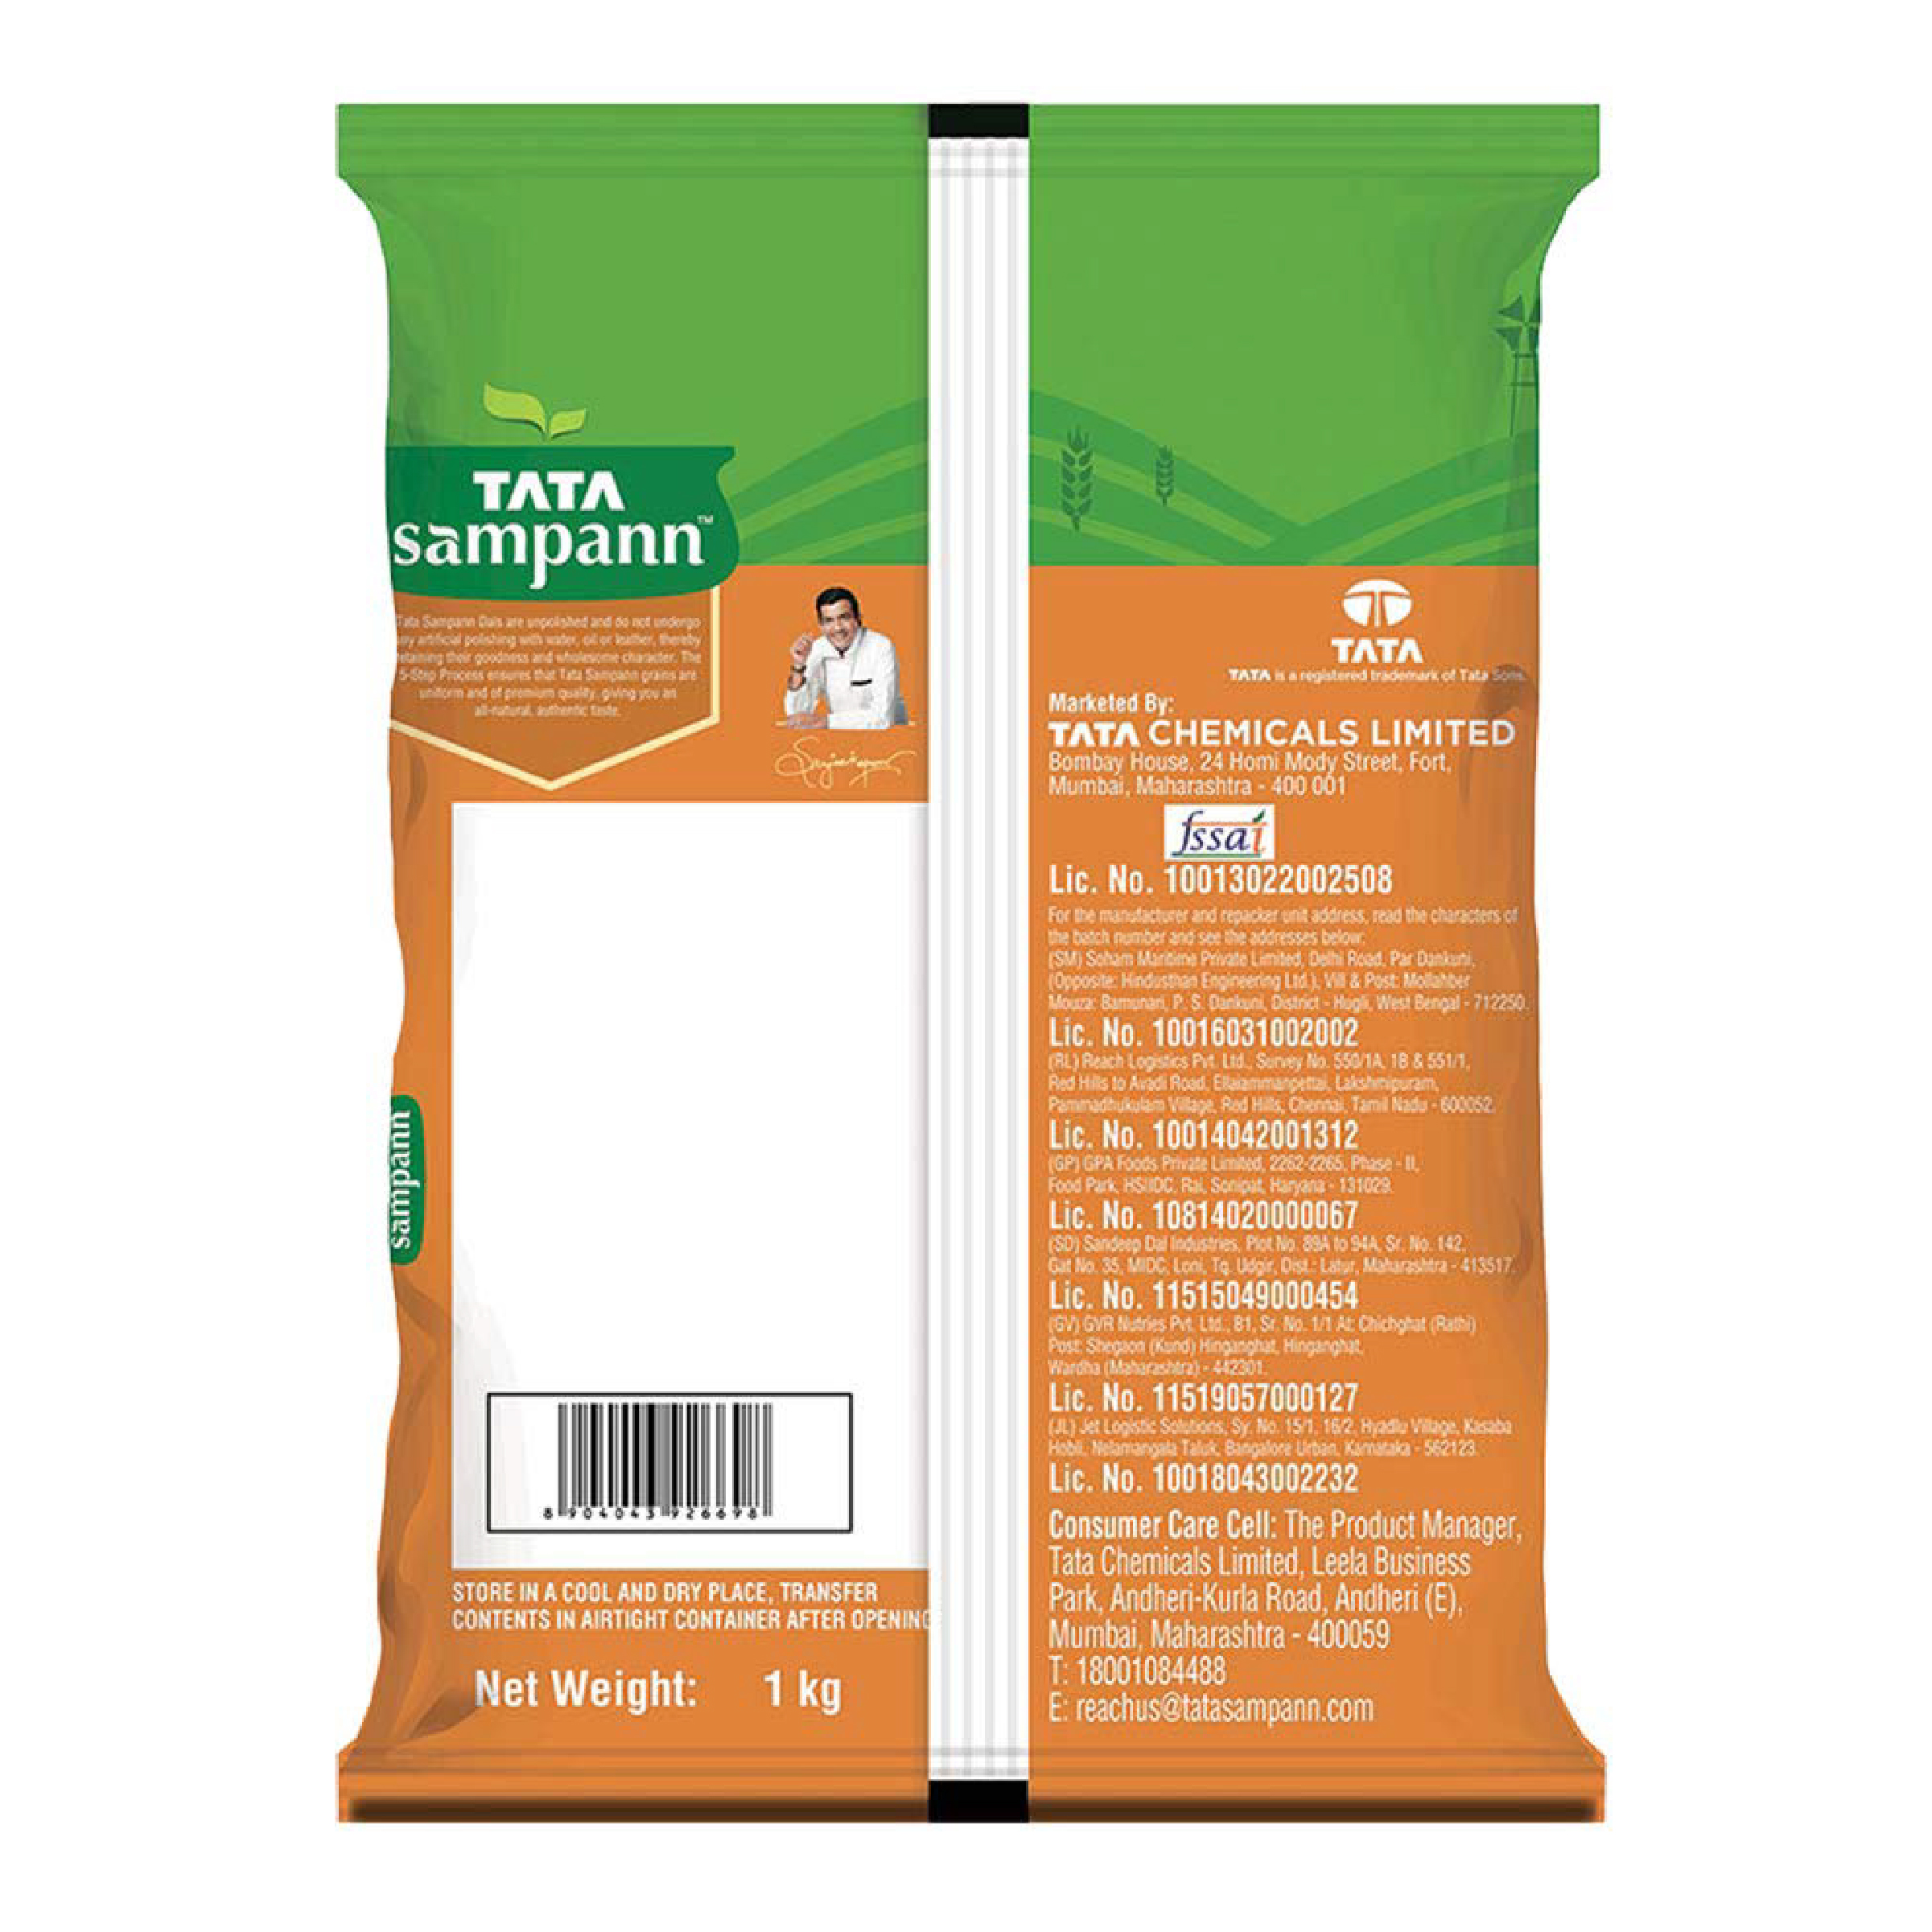 TATA
sampann™
Tata Sampann Dals are unpolished and do not undergo
any artificial polishing with water, oil or leather, thereby
retaining their goodness and wholesome character. The
5-Step Process ensures that Tata Sampann grains are
uniform and of premium quality, giving you an
all-natural, authentic taste.
sampann
8 904043 926698
STORE IN A COOL AND DRY PLACE, TRANSFER
CONTENTS IN AIRTIGHT CONTAINER AFTER OPENING
Net Weight: 1 kg
TATA
TATA is a registered trademark of Tata Sons.
Marketed By:
TATA CHEMICALS LIMITED
Bombay House, 24 Homi Mody Street, Fort,
Mumbai, Maharashtra - 400 001
fssai
Lic. No. 10013022002508
For the manufacturer and repacker unit address, read the characters of
the batch number and see the addresses below:
(SM) Soham Maritime Private Limited, Delhi Road, Par Dankuni,
(Opposite: Hindusthan Engineering Ltd.), Vill & Post: Mollahber
Mouza: Bamunari, P. S. Dankuni, District - Hugli, West Bengal - 712250.
Lic. No. 10016031002002
(RL) Reach Logistics Pvt. Ltd., Survey No. 550/1A, 1B & 551/1,
Red Hills to Avadi Road, Ellaiammanpettai, Lakshmipuram,
Pammadhukulam Village, Red Hills, Chennai, Tamil Nadu - 600052.
Lic. No. 10014042001312
(GP) GPA Foods Private Limited, 2262-2265, Phase - II,
Food Park, HSIIDC, Rai, Sonipat, Haryana - 131029.
Lic. No. 10814020000067
(SD) Sandeep Dal Industries, Plot No. 89A to 94A, Sr. No. 142,
Gat No. 35, MIDC, Loni, Tq. Udgir, Dist.: Latur, Maharashtra - 413517.
Lic. No. 11515049000454
(GV) GVR Nutries Pvt. Ltd., 81, Sr. No. 1/1 At: Chichghat (Rathi)
Post: Shegaon (Kund) Hinganghat, Hinganghat,
Wardha (Maharashtra) - 442301.
Lic. No. 11519057000127
(JL) Jet Logistic Solutions, Sy. No. 15/1, 16/2, Hyadlu Village, Kasaba
Hobli, Nelamangala Taluk, Bangalore Urban, Karnataka - 562123.
Lic. No. 10018043002232
Consumer Care Cell: The Product Manager,
Tata Chemicals Limited, Leela Business
Park, Andheri-Kurla Road, Andheri (E),
Mumbai, Maharashtra - 400059
T: 18001084488
E: reachus@tatasampann.com